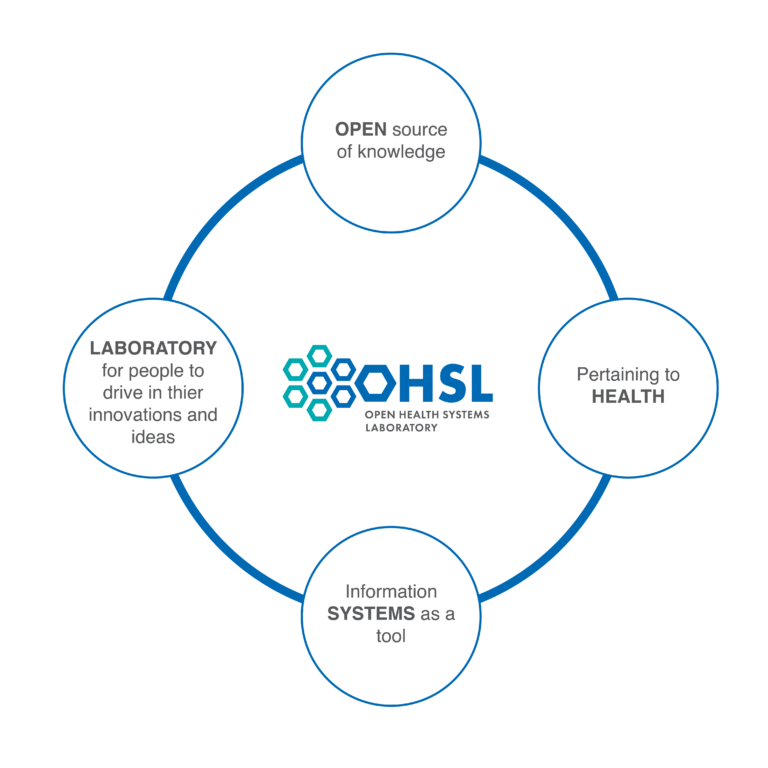 OPEN source
of knowledge
LABORATORY
for people to
drive in thier
innovations and
ideas
OHSL
OPEN HEALTH SYSTEMS
LABORATORY
Pertaining to
HEALTH
Information
SYSTEMS as a
tool